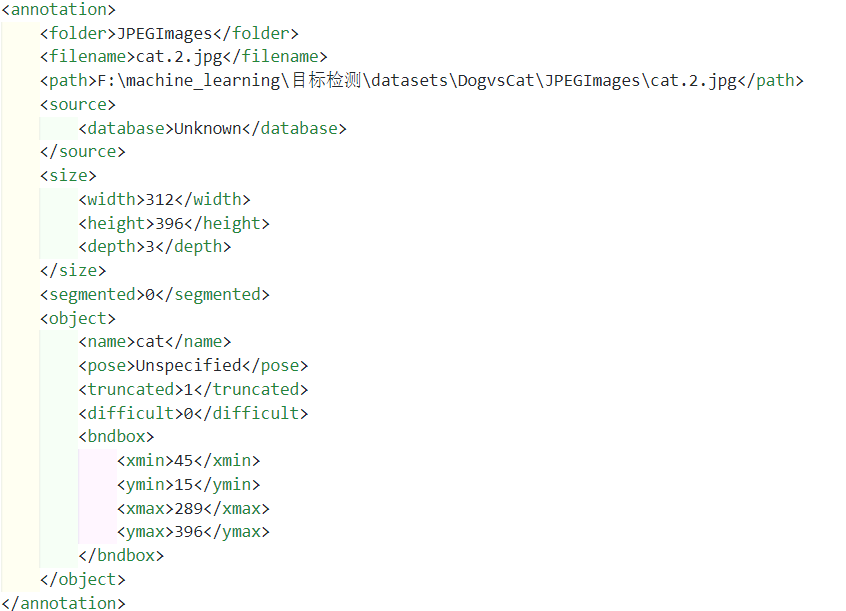 <annotation>
<folder>JPEGImages</folder>
<filename>cat.2.jpg</filename>
<path>F:\machine_learning\目标检测\datasets\DogvsCat\JPEGImages\cat.2.jpg</path>
<source>
<database>Unknown</database>
</source>
<size>
<width>312</width>
<height>396</height>
<depth>3</depth>
</size>
<segmented>0</segmented>
<object>
<name>cat</name>
<pose>Unspecified</pose>
<truncated>1</truncated>
<difficult>0</difficult>
<bndbox>
<xmin>45</xmin>
<ymin>15</ymin>
<xmax>289</xmax>
<ymax>396</ymax>
</bndbox>
</object>
</annotation>